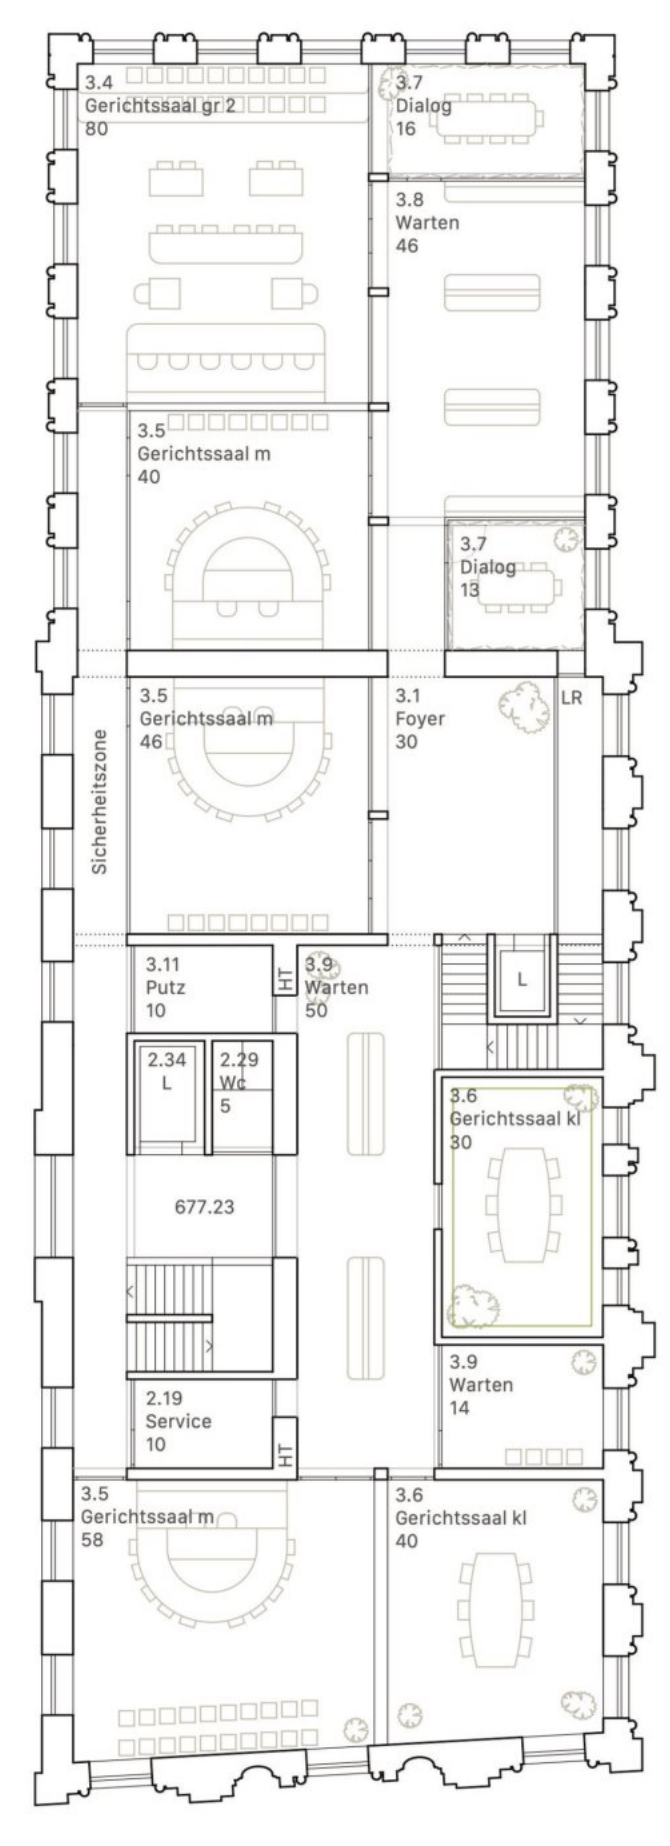 3.4
Gerichtssaal gr 2
80
3.7
Dialog
16
3.8
Warten
46
3.5
Gerichtssaal m
40
3.7
Dialog
13
3.5
Gerichtssaal m
46
3.1
Foyer
30
LR
Sicherheitszone
3.11
Putz
10
HT
3.9
Warten
50
L
2.34
L
2.29
Wc
5
3.6
Gerichtssaal kl
30
677.23
3.9
Warten
14
2.19
Service
10
HT
3.5
Gerichtssaal m
58
3.6
Gerichtssaal kl
40